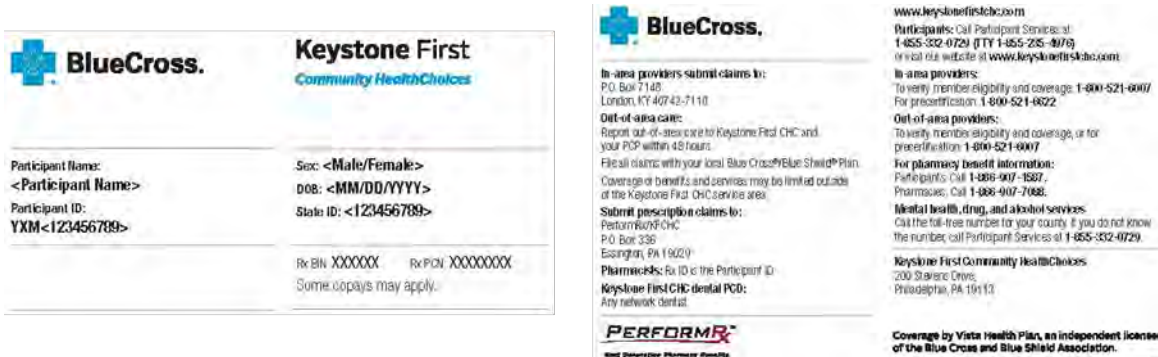 BlueCross.
Keystone First
Community HealthChoices
Participant Name:
<Participant Name>
Participant ID:
YXM<123456789>
Sex: <Male/Female>
DOB: <MM/DD/YYYY>
State ID: <123456789>
Rx BIN XXXXXX Rx PCN XXXXXXXX
Some copays may apply.
BlueCross.
In-area providers submit claims to:
P.O. Box 7148
London, KY 40742-7118
Out-of-area care:
Report out-of-area care to Keystone First CHC and
your PCP within 48 hours.
File all claims with your local Blue Cross®/Blue Shield® Plan.
Coverage of benefits and services may be limited outside
of the Keystone First CHC service area.
Submit prescription claims to:
PerformRx/KFCHC
P.O. Box 336
Essington, PA 19029
Pharmacists: Rx ID is the Participant ID
Keystone First CHC dental PCD:
Any network dentist
PERFORMRx℠
Next Generation Pharmacy Benefits
www.keystonefirstchc.com
Participants: Call Participant Services at
1-855-332-0729 (TTY 1-855-235-4976)
or visit our website at www.keystonefirstchc.com.
In-area providers:
To verify member eligibility and coverage: 1-800-521-6007
For precertification: 1-800-521-6622
Out-of-area providers:
To verify member eligibility and coverage, or for
precertification: 1-800-521-6007
For pharmacy benefit information:
Participants: Call 1-866-907-1587.
Pharmacies: Call 1-866-907-7088.
Mental health, drug, and alcohol services
Call the toll-free number for your county. If you do not know
the number, call Participant Services at 1-855-332-0729.
Keystone First Community HealthChoices
200 Stevens Drive,
Philadelphia, PA 19113
Coverage by Vista Health Plan, an independent licensee
of the Blue Cross and Blue Shield Association.